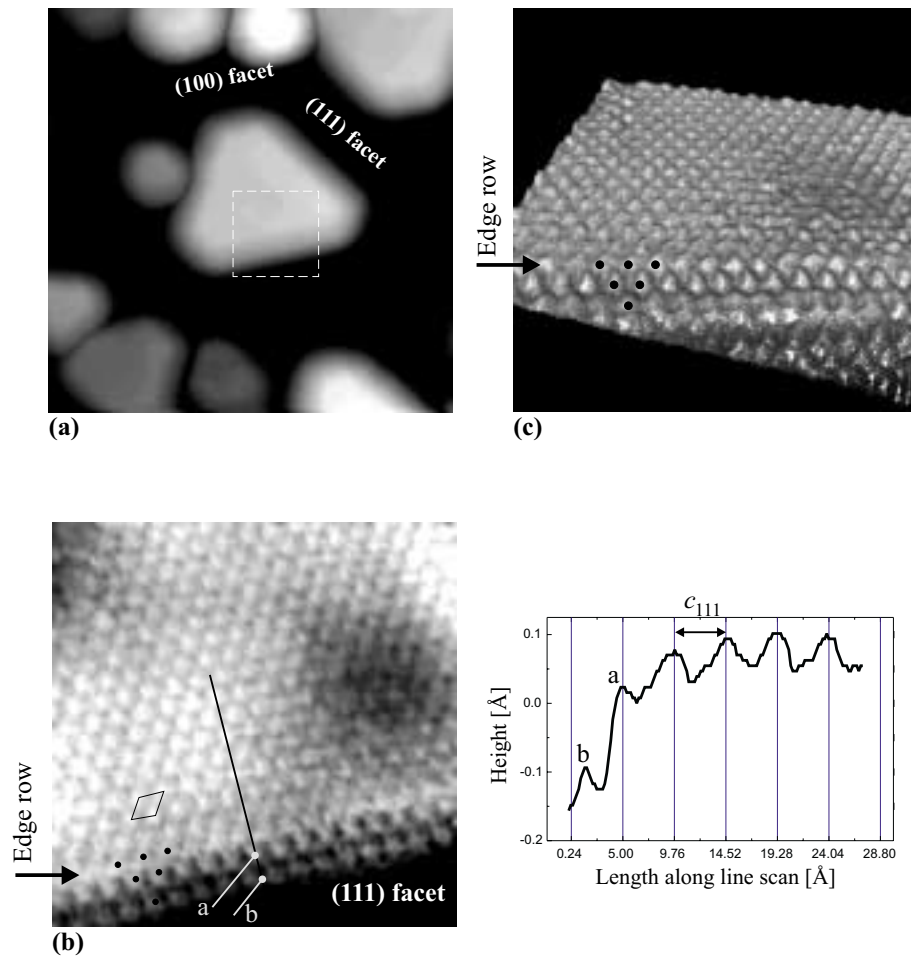 (100) facet
(111) facet
(a)
Edge row
(c)
Edge row
a
b
(111) facet
(b)
c111
0.1
0.0
-0.1
-0.2
Height [Å]
a
b
0.24 5.00 9.76 14.52 19.28 24.04 28.80
Length along line scan [Å]